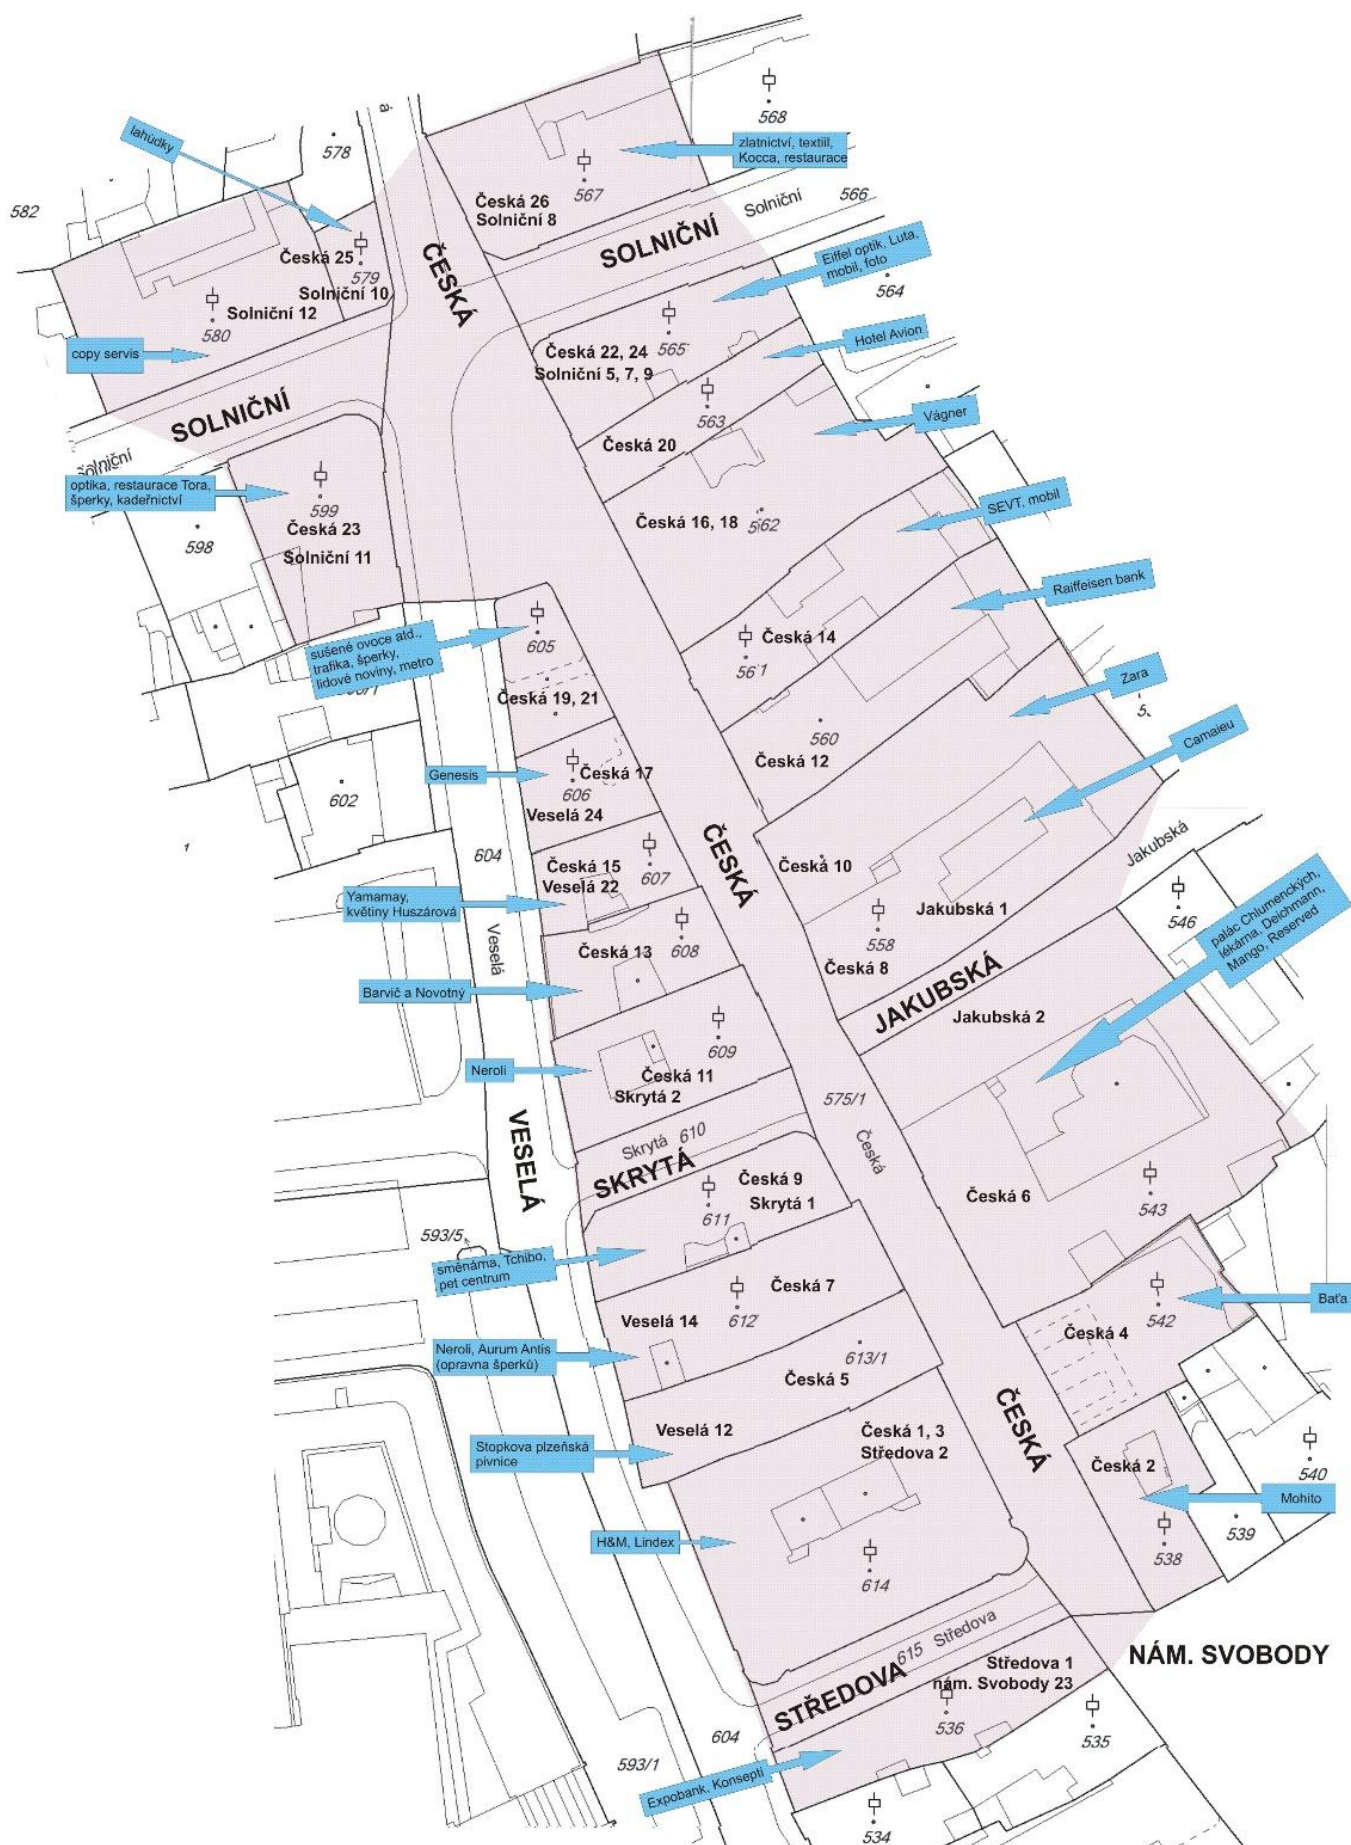 á
568
lahůdky
578
zlatnictví, textiil,
Kocca, restaurace
567
Česká 26
Solniční 8
582
Solniční
566
SOLNIČNÍ
ČESKÁ
Eiffel optik, Luta,
mobil, foto
Česká 25
579
Solniční 10
564
Solniční 12
580
Hotel Avion
copy servis
Česká 22, 24
565
Solniční 5, 7, 9
SOLNIČNÍ
563
Vágner
Česká 20
Solniční
optika, restaurace Tora,
šperky, kadeřnictví
599
SEVT, mobil
598
Česká 23
Solniční 11
Česká 16, 18
562
Raiffeisen bank
605
sušené ovoce atd.,
trafika, šperky,
lidové noviny, metro
Česká 14
561
Zara
Česká 19, 21
560
Camaieu
Česká 12
Genesis
Česká 17
606
602
Veselá 24
1
Jakubská
604
ČESKÁ
Česká 15
Veselá 22
607
Česká 10
Yamamay,
květiny Huszárová
Jakubská 1
546
558
palác Chlumenckých,
lékárna, Deichmann,
Mango, Reserved
Veselá
Česká 13
608
Česká 8
JAKUBSKÁ
Barvič a Novotný
Jakubská 2
609
Neroli
Česká 11
Skrytá 2
575/1
VESELÁ
Skrytá
610
Česká
SKRYTÁ
Česká 9
Skrytá 1
611
Česká 6
543
593/5
směnáma, Tchibo,
pet centrum
Česká 7
Veselá 14
612
Baťa
542
Česká 4
Neroli, Aurum Antis
(opravna šperků)
613/1
Česká 5
ČESKÁ
Veselá 12
Česká 1, 3
Středova 2
Stopkova plzeňská
pivnice
Česká 2
540
Mohito
539
H&M, Lindex
538
614
615
Středova
NÁM. SVOBODY
STŘEDOVA
Středova 1
nám. Svobody 23
536
535
604
593/1
Expobank, Konsepti
534